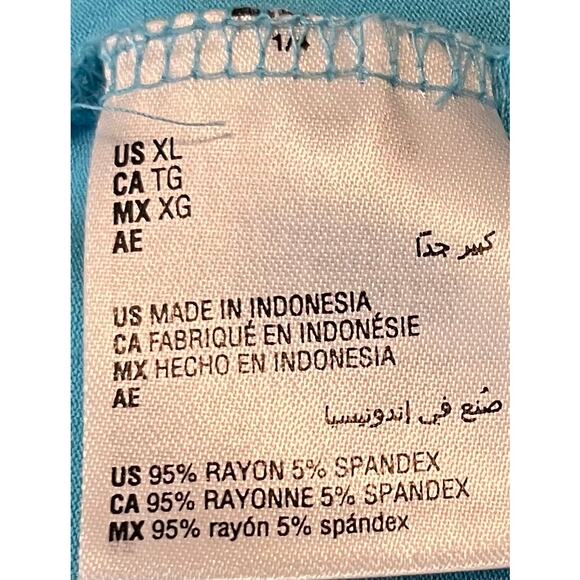 1/4
US XL
CA TG
MX XG
AE كبير جدًا
US MADE IN INDONESIA
CA FABRIQUÉ EN INDONÉSIE
MX HECHO EN INDONESIA
AE صُنع في إندونيسيا
US 95% RAYON 5% SPANDEX
CA 95% RAYONNE 5% SPANDEX
MX 95% rayón 5% spándex